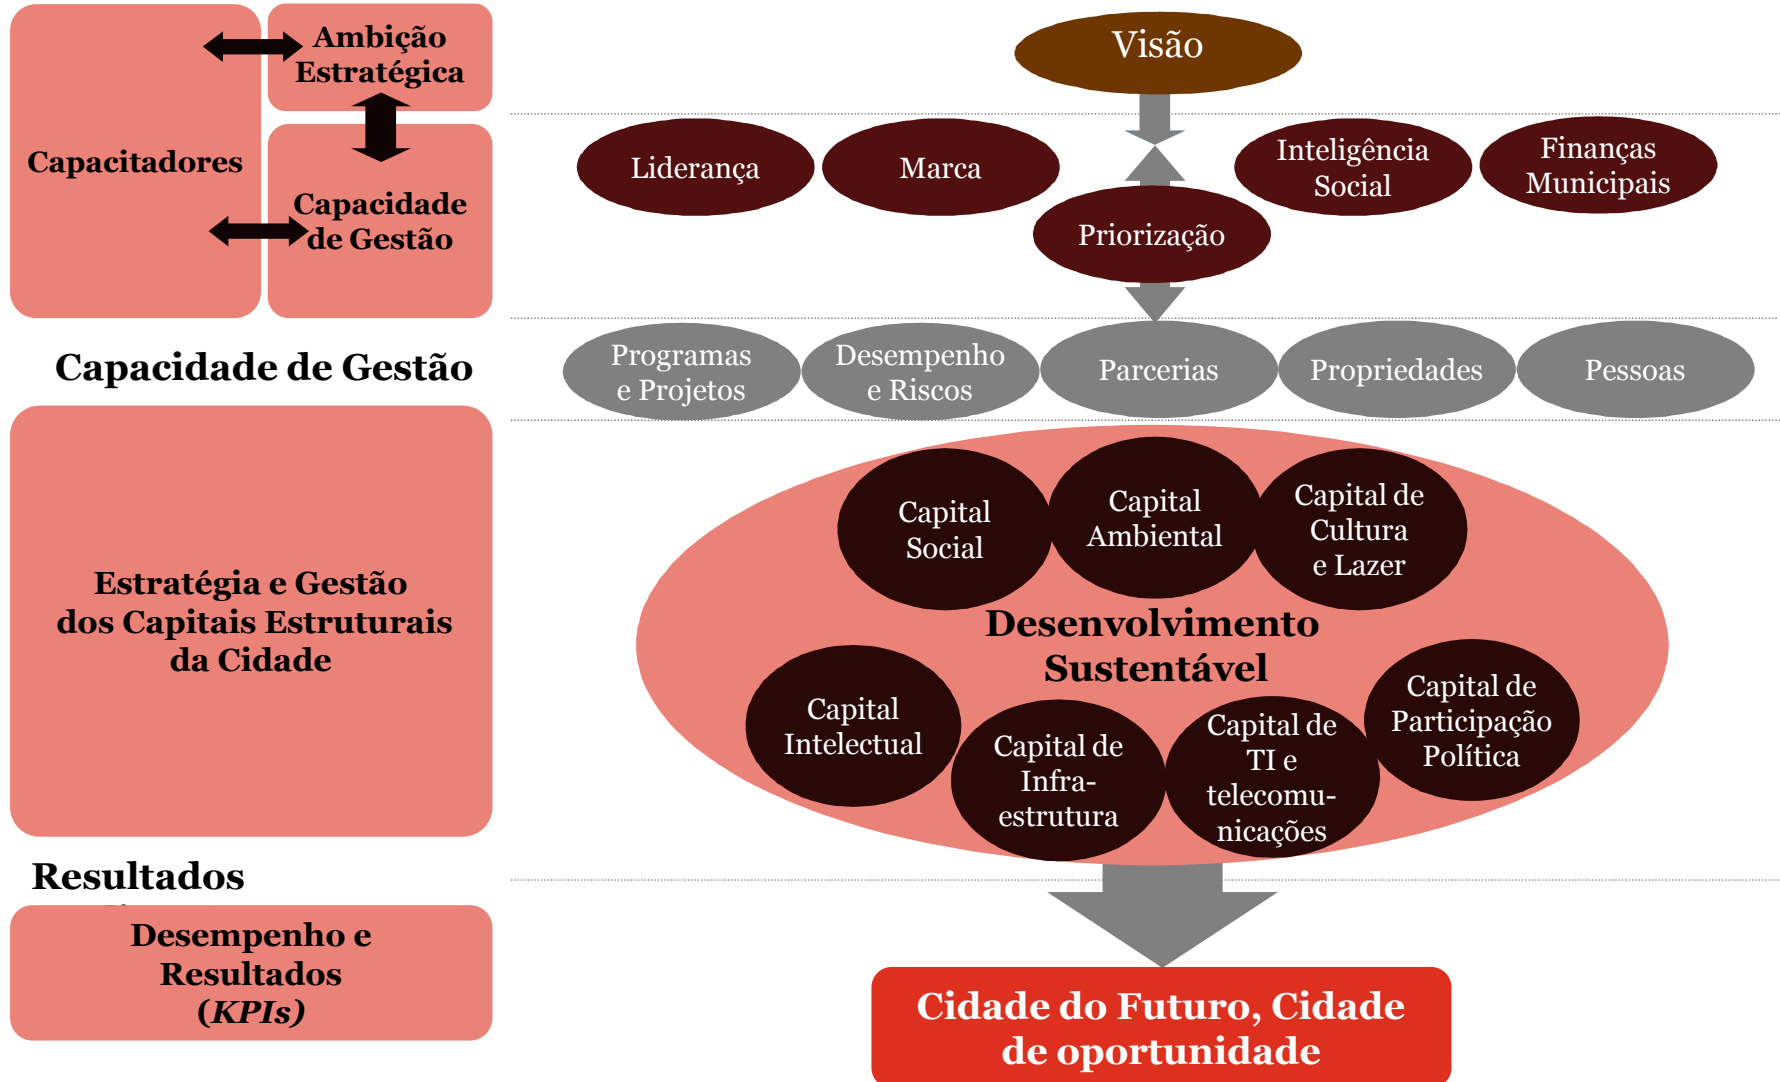 Ambição
Estratégica
Capacitadores
Capacidade
de Gestão
Visão
Liderança
Marca
Priorização
Inteligência
Social
Finanças
Municipais
Capacidade de Gestão
Programas
e Projetos
Desempenho
e Riscos
Parcerias
Propriedades
Pessoas
Estratégia e Gestão
dos Capitais Estruturais
da Cidade
Capital
Social
Capital
Ambiental
Capital de
Cultura
e Lazer
Desenvolvimento
Sustentável
Capital
Intelectual
Capital de
Infra-
estrutura
Capital de
TI e
telecomu-
nicações
Capital de
Participação
Política
Resultados
Desempenho e
Resultados
(KPIs)
Cidade do Futuro, Cidade
de oportunidade